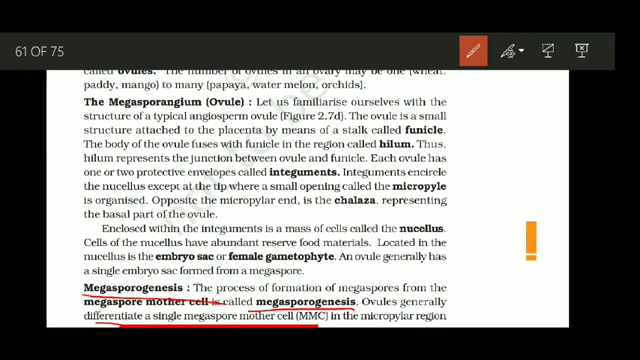 61 OF 75
called ovules. The number of ovules in an ovary may be one (wheat,
paddy, mango) to many (papaya, water melon, orchids).
The Megasporangium (Ovule) : Let us familiarise ourselves with the
structure of a typical angiosperm ovule (Figure 2.7d). The ovule is a small
structure attached to the placenta by means of a stalk called funicle.
The body of the ovule fuses with funicle in the region called hilum. Thus,
hilum represents the junction between ovule and funicle. Each ovule has
one or two protective envelopes called integuments. Integuments encircle
the nucellus except at the tip where a small opening called the micropyle
is organised. Opposite the micropylar end, is the chalaza, representing
the basal part of the ovule.
Enclosed within the integuments is a mass of cells called the nucellus.
Cells of the nucellus have abundant reserve food materials. Located in the
nucellus is the embryo sac or female gametophyte. An ovule generally has
a single embryo sac formed from a megaspore.
Megasporogenesis : The process of formation of megaspores from the
megaspore mother cell is called megasporogenesis. Ovules generally
differentiate a single megaspore mother cell (MMC) in the micropylar region
not to be